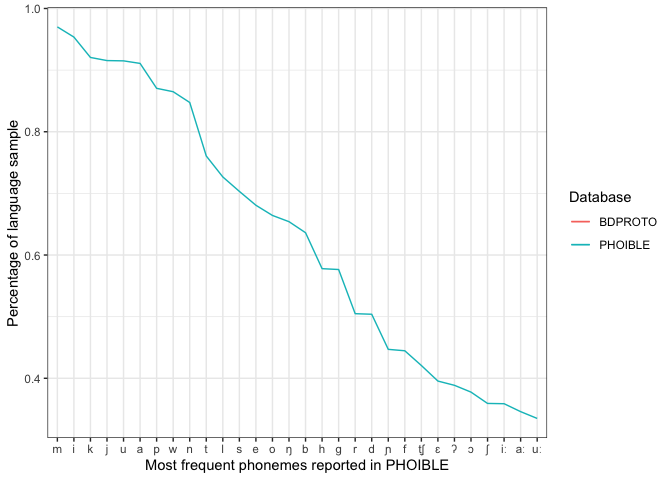 1.0
0.8
0.6
0.4
Percentage of language sample
m i k j u a p w n t l s e o ŋ b h ɡ r d ɲ f t̠ʃ ɛ ʔ ɔ ʃ iː aː uː
Most frequent phonemes reported in PHOIBLE
Database
BDPROTO
PHOIBLE